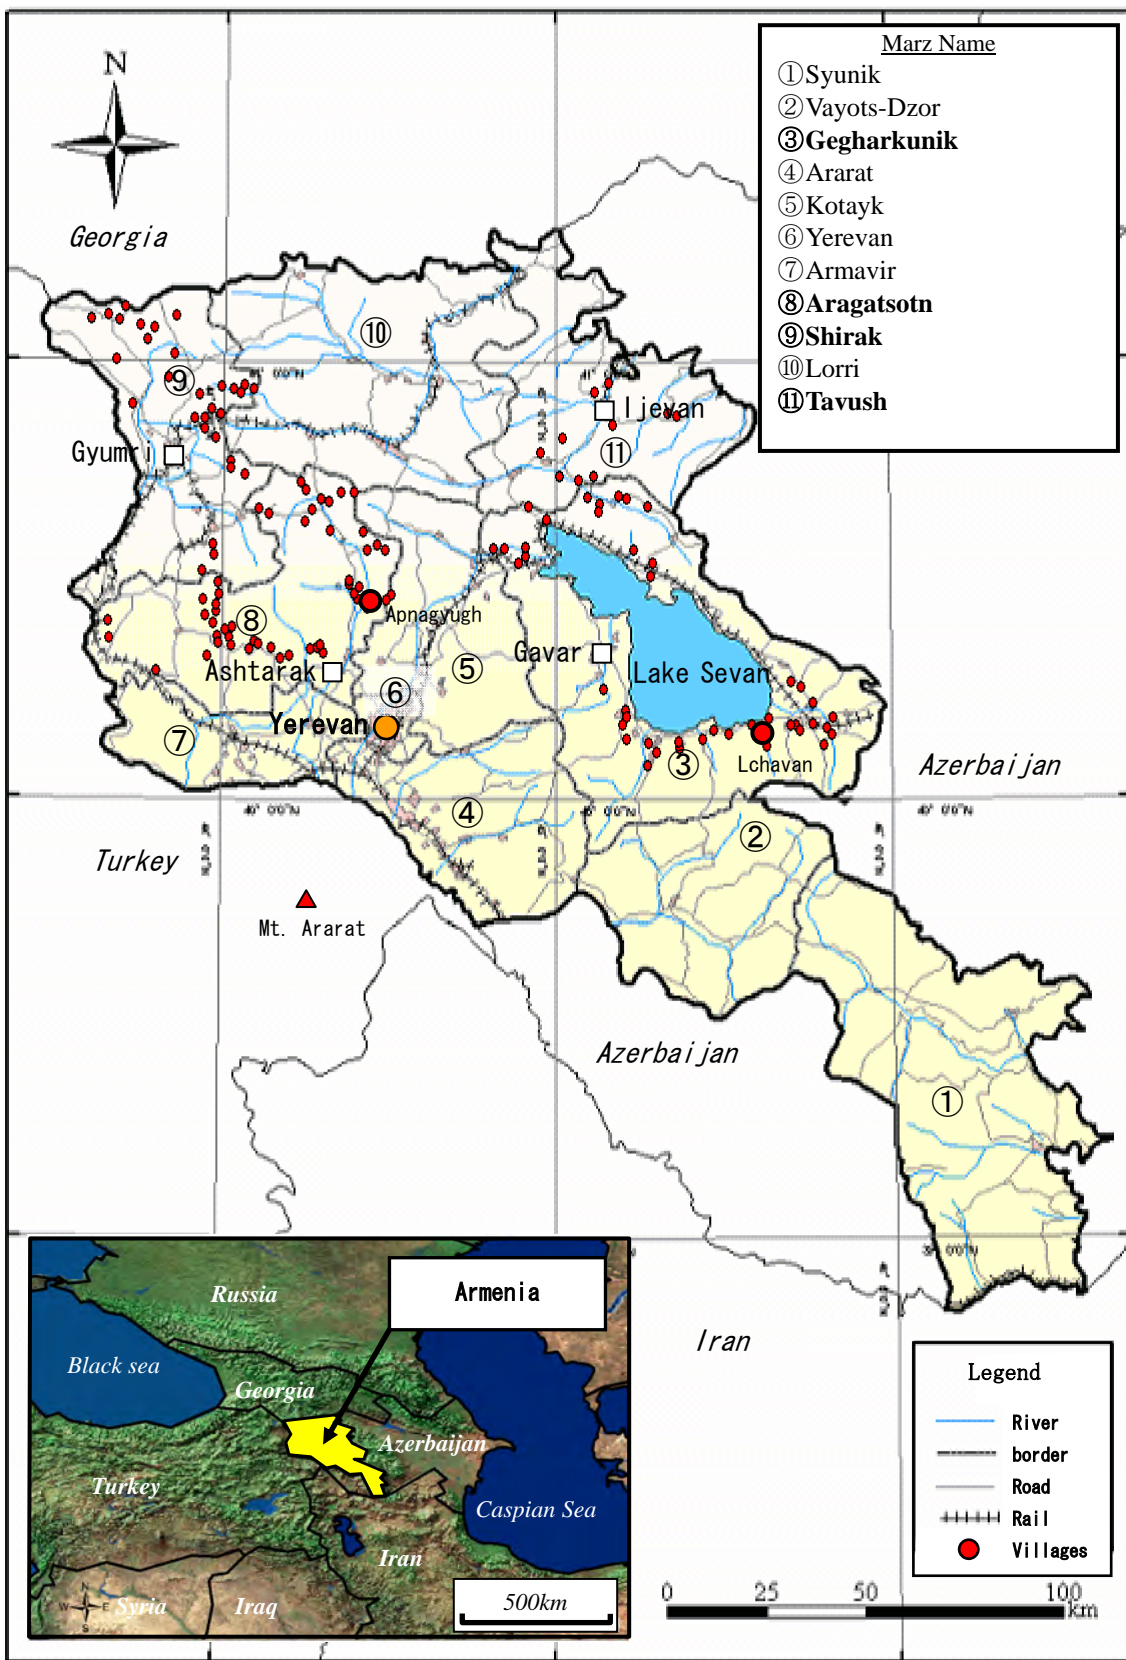 Marz Name
①Syunik
②Vayots-Dzor
③Gegharkunik
④Ararat
⑤Kotayk
⑥Yerevan
⑦Armavir
⑧Aragatsotn
⑨Shirak
⑩Lorri
⑪Tavush
N
Georgia
⑩
⑨
Ijevan
Gyumri
⑪
Apnagyugh
⑧
Gavar
⑤
Ashtarak
Lake Sevan
⑥
Yerevan
⑦
③
Lchavan
Azerbaijan
④
②
Turkey
Mt. Ararat
Azerbaijan
①
Iran
Armenia
Russia
Black sea
Georgia
Azerbaijan
Turkey
Caspian Sea
Iran
Syria
Iraq
N
W
E
S
500km
Legend
River
border
Road
Rail
Villages
0 25 50 100
km